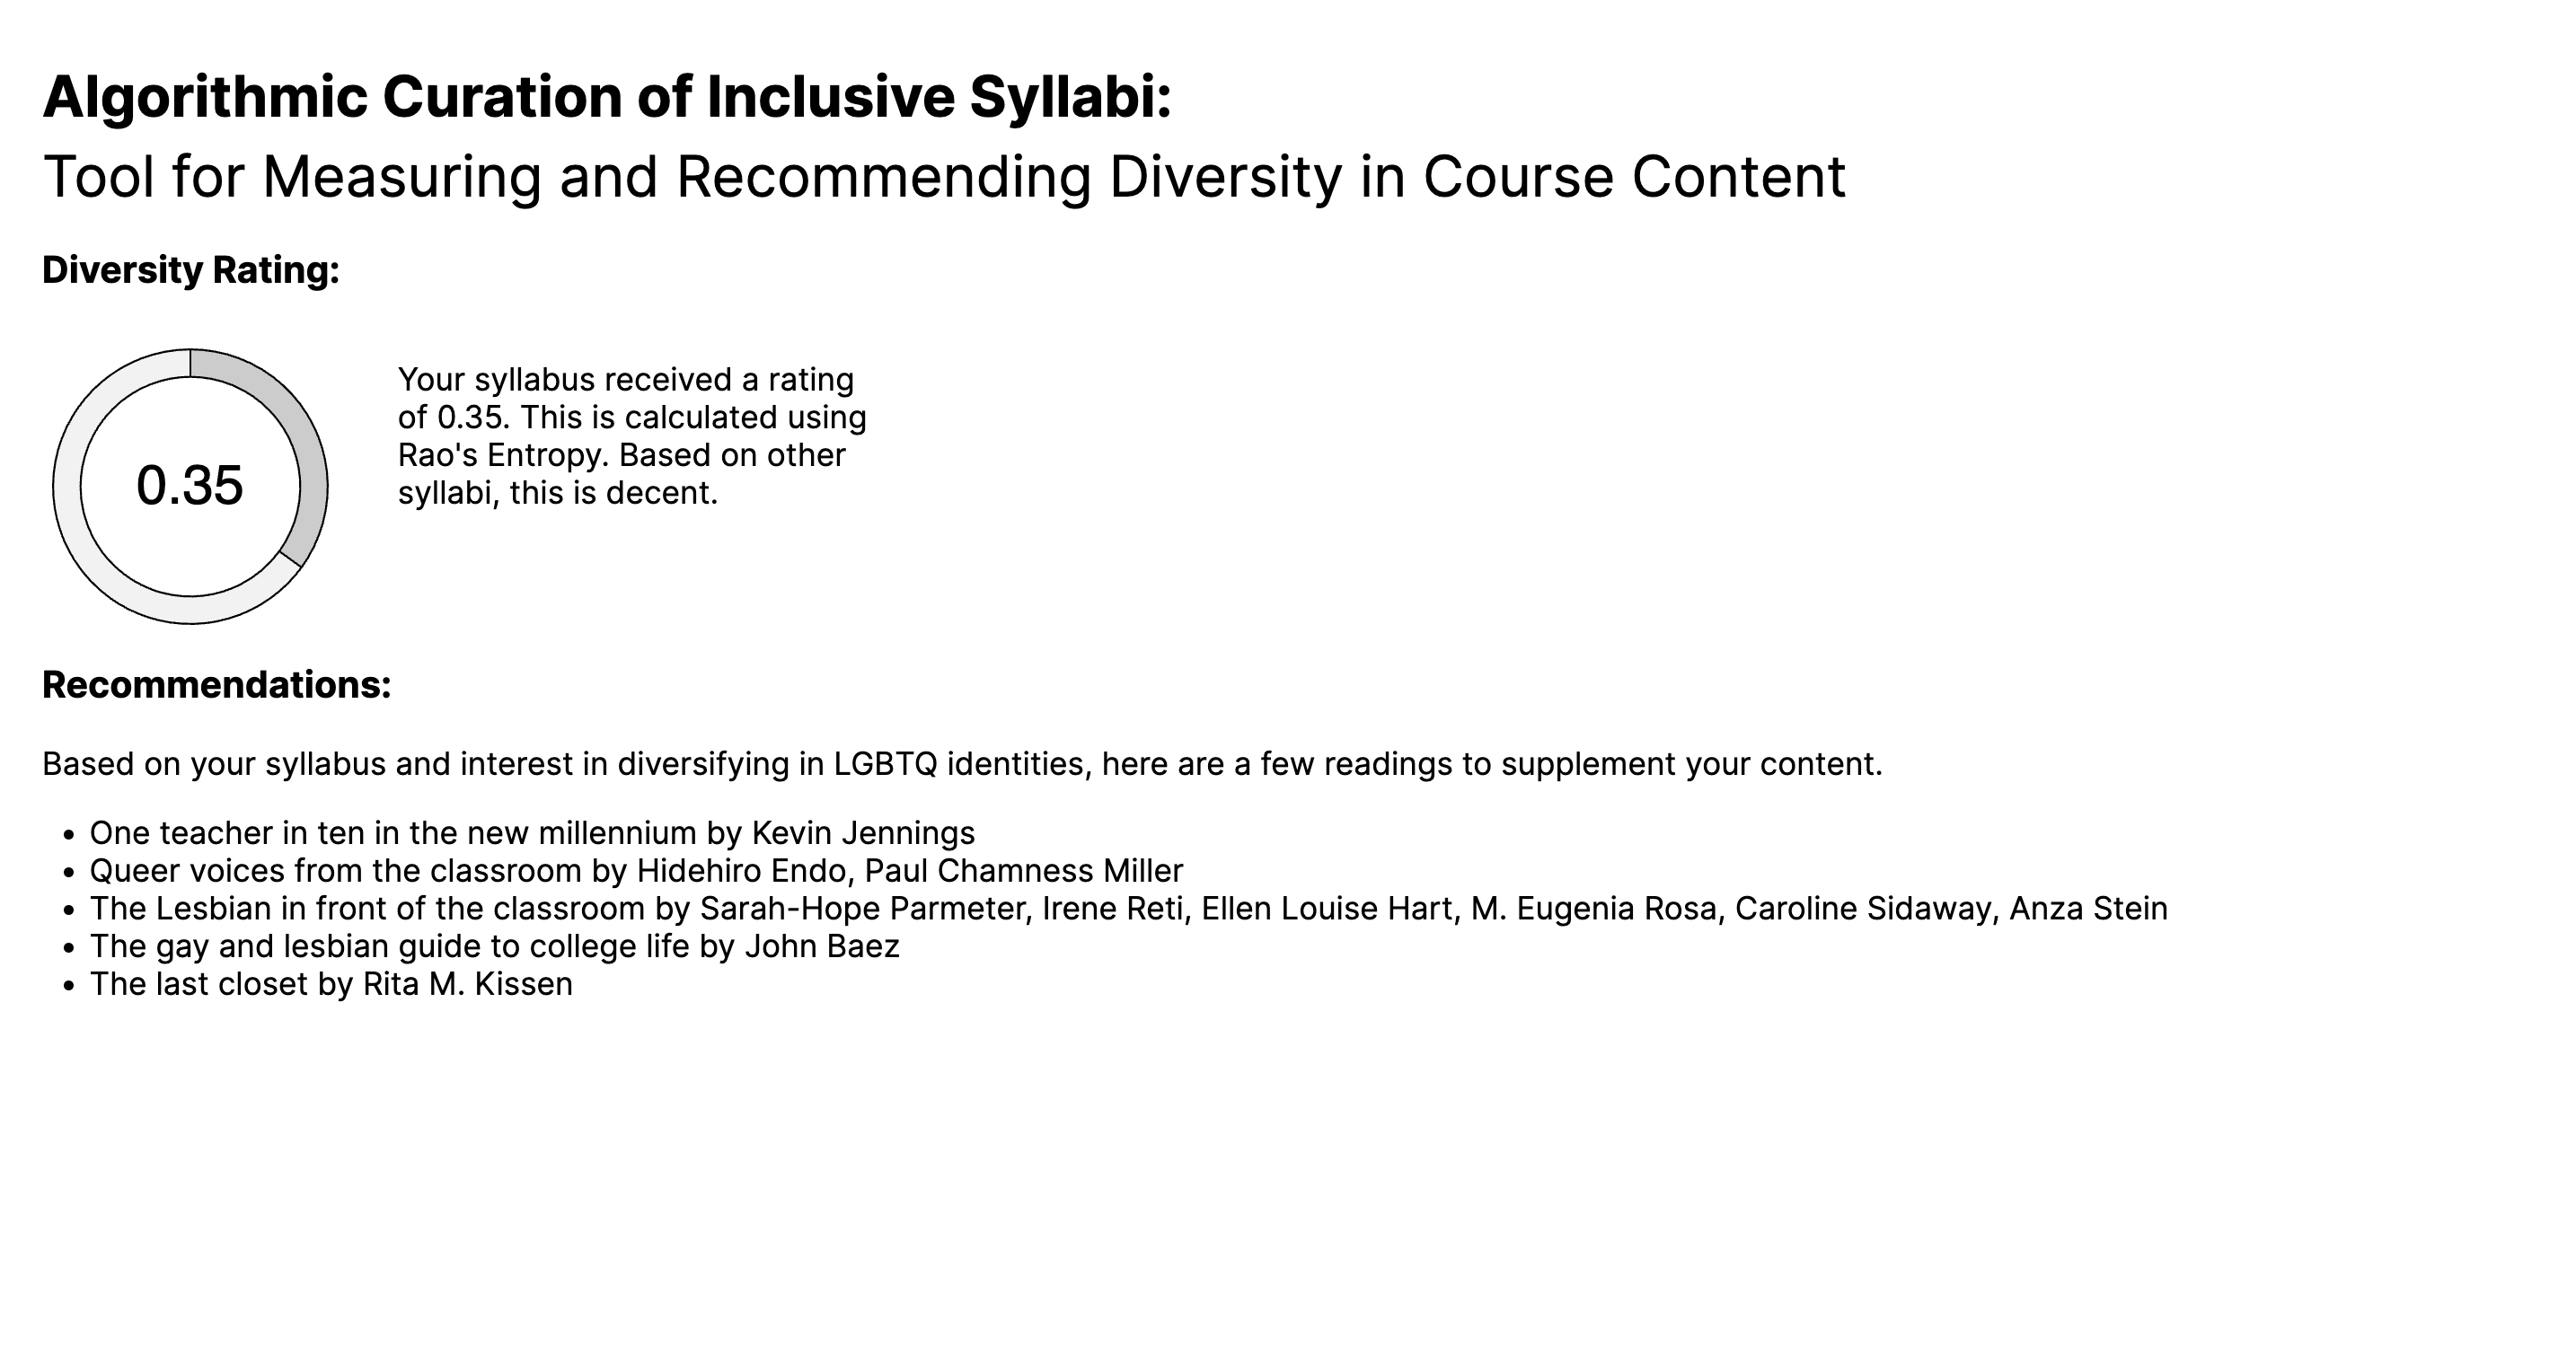 Algorithmic Curation of Inclusive Syllabi:
Tool for Measuring and Recommending Diversity in Course Content
Diversity Rating:
0.35
Your syllabus received a rating
of 0.35. This is calculated using
Rao's Entropy. Based on other
syllabi, this is decent.
Recommendations:
Based on your syllabus and interest in diversifying in LGBTQ identities, here are a few readings to supplement your content.
• One teacher in ten in the new millennium by Kevin Jennings
• Queer voices from the classroom by Hidehiro Endo, Paul Chamness Miller
• The Lesbian in front of the classroom by Sarah-Hope Parmeter, Irene Reti, Ellen Louise Hart, M. Eugenia Rosa, Caroline Sidaway, Anza Stein
• The gay and lesbian guide to college life by John Baez
• The last closet by Rita M. Kissen